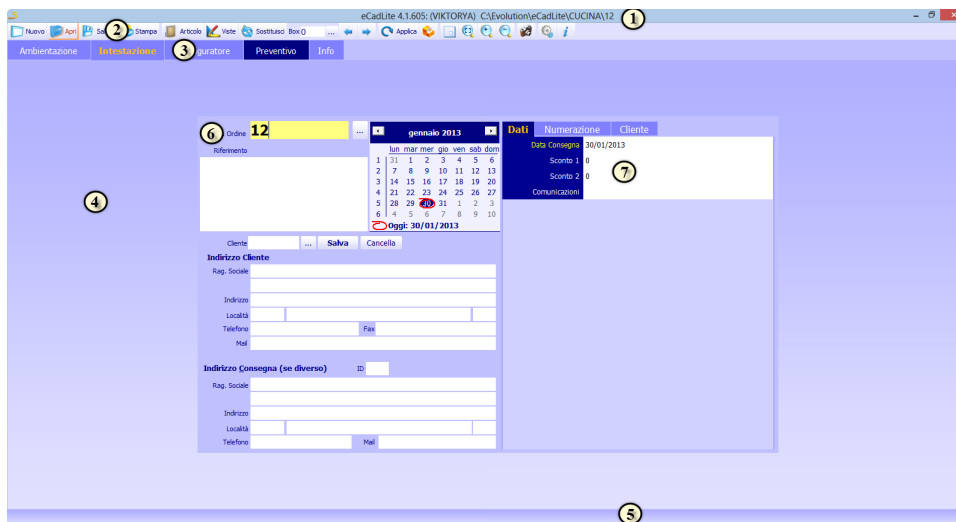 eCadLite 4.1.605: (VIKTORYA) C:\Evolution\eCadLite\CUCINA\12 1
Nuovo Apri Sa 2 Stampa Articolo Viste Sostituisci Box 0 ... Applica
Ambientazione Intestazione 3 guratore Preventivo Info
6 Ordine 12 ...
Riferimento
gennaio 2013
lun mar mer gio ven sab dom
1 31 1 2 3 4 5 6
2 7 8 9 10 11 12 13
3 14 15 16 17 18 19 20
4 21 22 23 24 25 26 27
5 28 29 30 31 1 2 3
6 4 5 6 7 8 9 10
Oggi: 30/01/2013
Dati Numerazione Cliente
Data Consegna 30/01/2013
Sconto 1 0
Sconto 2 0
7
Comunicazioni
4
Cliente ... Salva Cancella
Indirizzo Cliente
Rag. Sociale
Indirizzo
Località
Telefono Fax
Mail
Indirizzo Consegna (se diverso) ID
Rag. Sociale
Indirizzo
Località
Telefono Mail
5